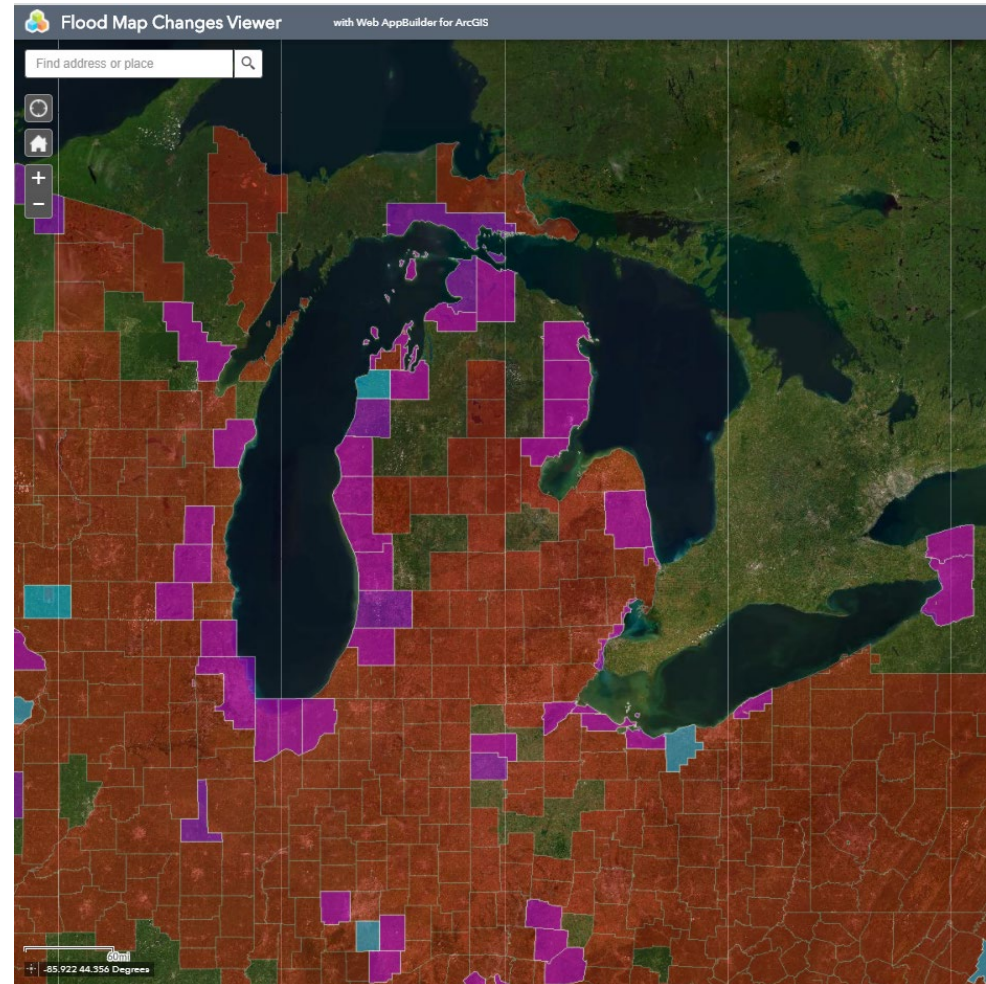 Flood Map Changes Viewer with Web AppBuilder for ArcGIS
Find address or place
+
−
60mi
-85.922 44.356 Degrees